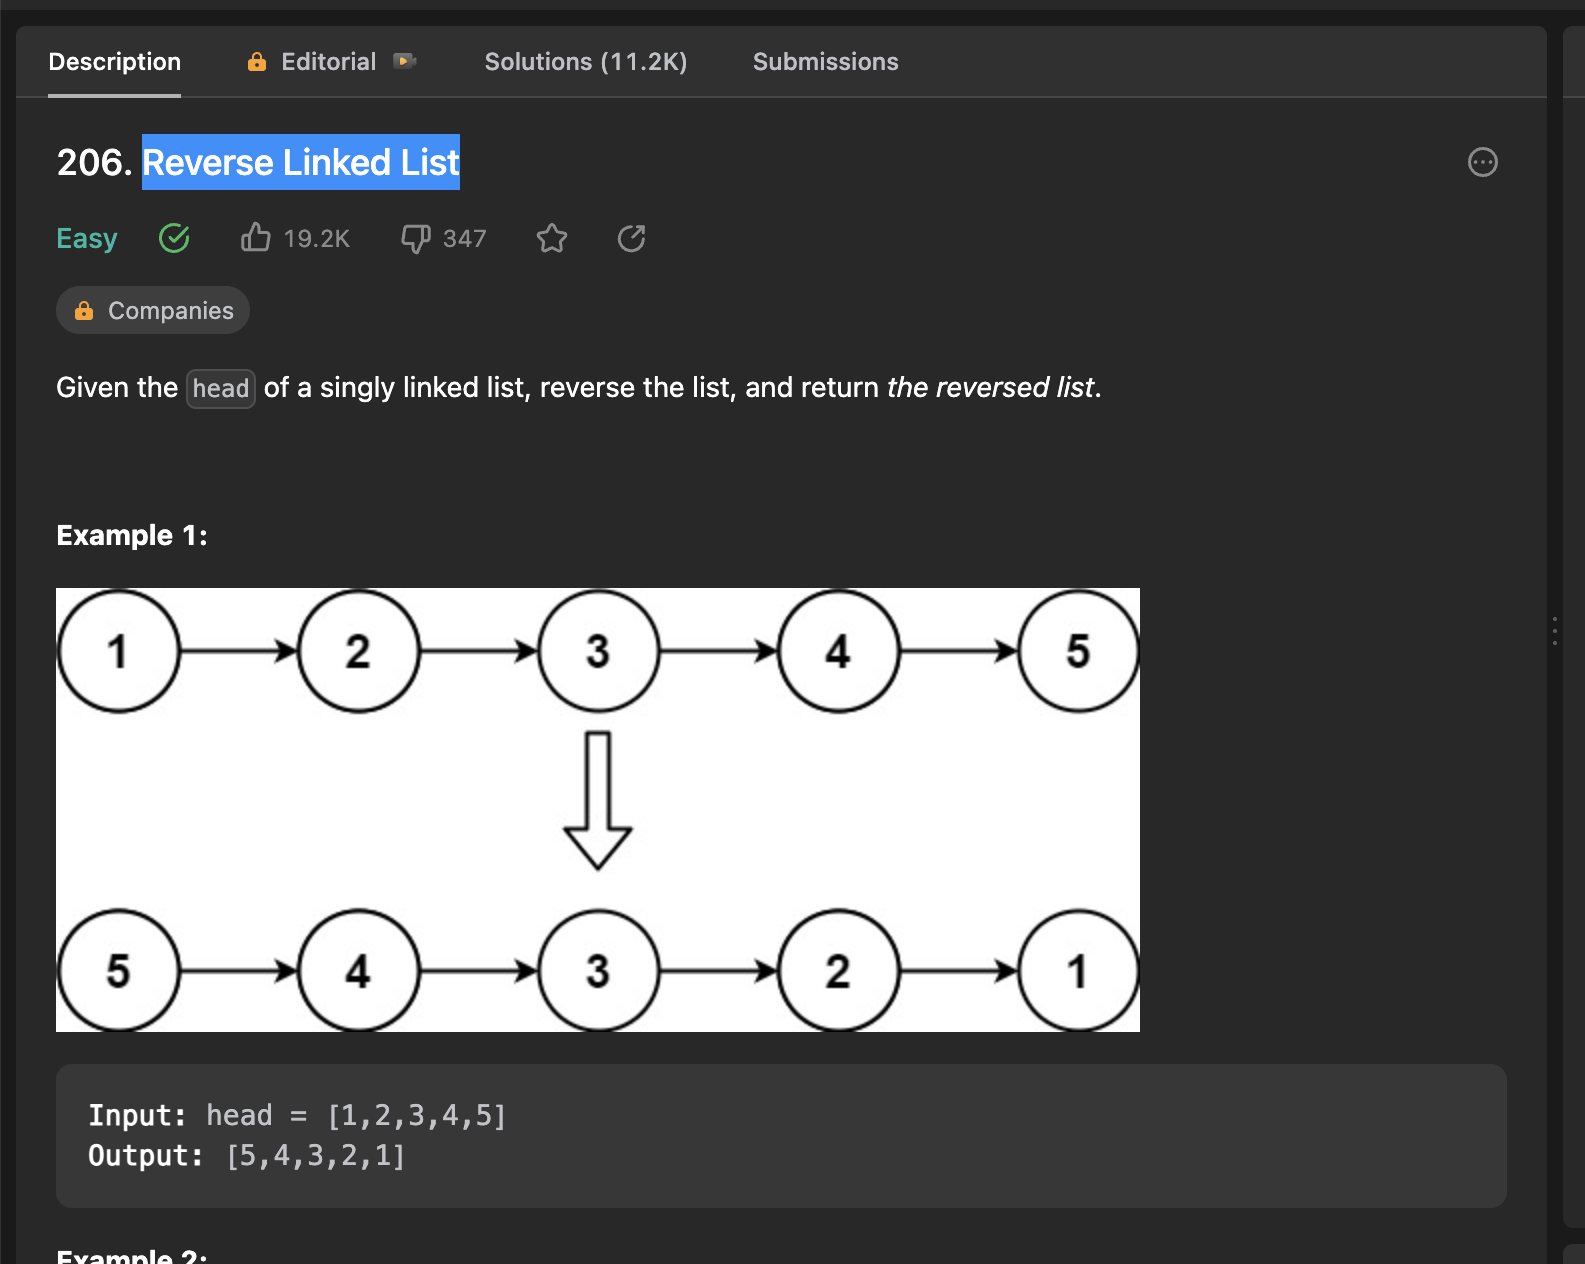 Description Editorial Solutions (11.2K) Submissions
206. Reverse Linked List
Easy 19.2K 347
Companies
Given the head of a singly linked list, reverse the list, and return the reversed list.
Example 1:
1 2 3 4 5
5 4 3 2 1
Input: head = [1,2,3,4,5]
Output: [5,4,3,2,1]
Example 2: